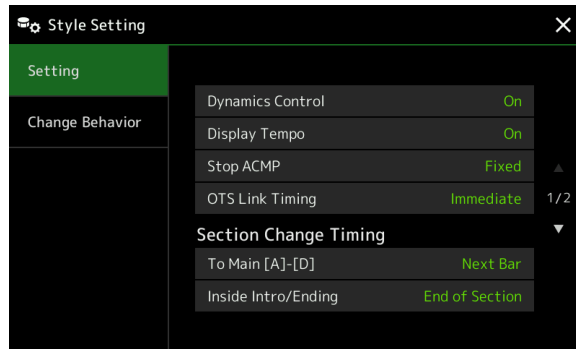 Style Setting
Setting
Change Behavior
Dynamics Control On
Display Tempo On
Stop ACMP Fixed
OTS Link Timing Immediate
1/2
Section Change Timing
To Main [A]-[D] Next Bar
Inside Intro/Ending End of Section